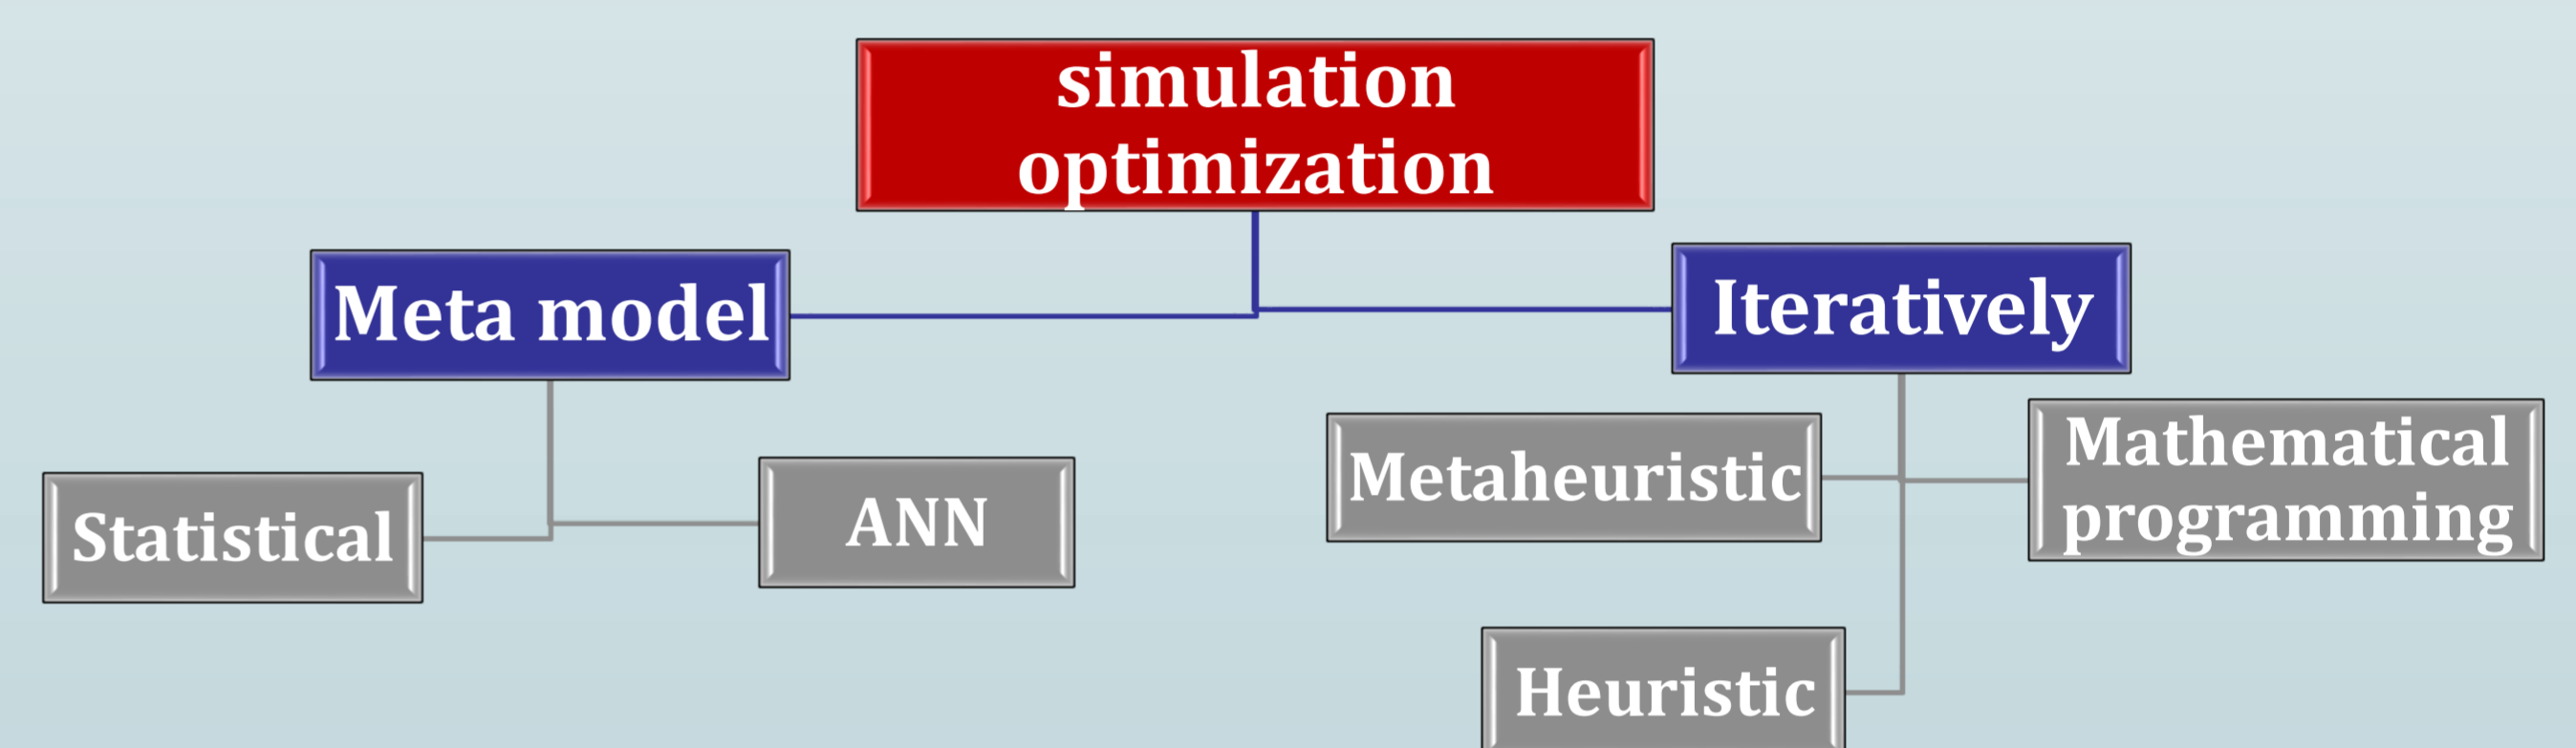 simulation
optimization
Meta model
Iteratively
Statistical
ANN
Metaheuristic
Mathematical
programming
Heuristic